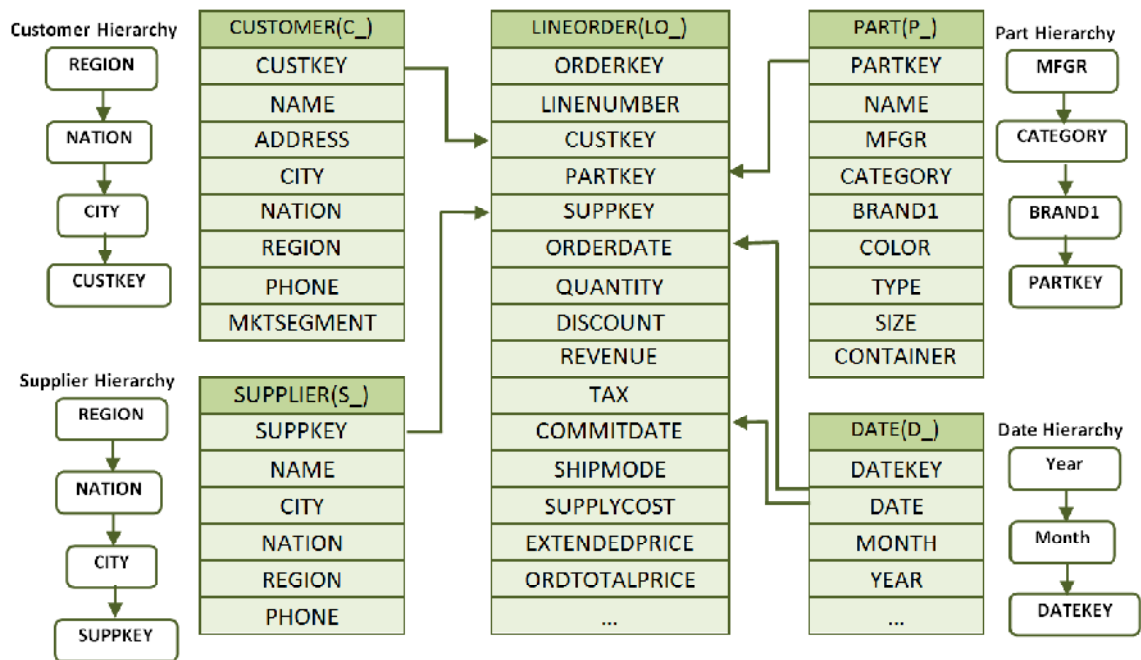 Customer Hierarchy
REGION
NATION
CITY
CUSTKEY
CUSTOMER(C_)
CUSTKEY
NAME
ADDRESS
CITY
NATION
REGION
PHONE
MKTSEGMENT
Supplier Hierarchy
REGION
NATION
CITY
SUPPKEY
SUPPLIER(S_)
SUPPKEY
NAME
CITY
NATION
REGION
PHONE
LINEORDER(LO_)
ORDERKEY
LINENUMBER
CUSTKEY
PARTKEY
SUPPKEY
ORDERDATE
QUANTITY
DISCOUNT
REVENUE
TAX
COMMITDATE
SHIPMODE
SUPPLYCOST
EXTENDEDPRICE
ORDTOTALPRICE
...
PART(P_)
PARTKEY
NAME
MFGR
CATEGORY
BRAND1
COLOR
TYPE
SIZE
CONTAINER
Part Hierarchy
MFGR
CATEGORY
BRAND1
PARTKEY
DATE(D_)
DATEKEY
DATE
MONTH
YEAR
...
Date Hierarchy
Year
Month
DATEKEY